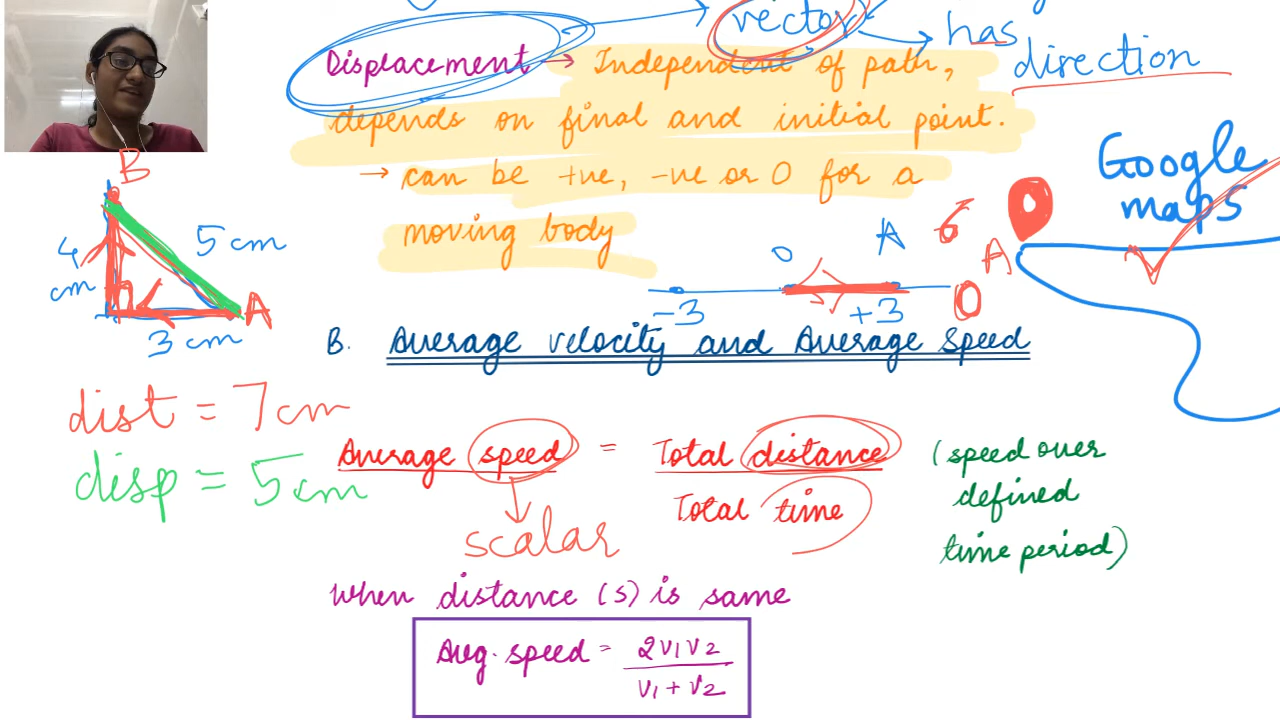 vector
has
direction
Displacement → Independent of path,
depends on final and initial point.
→ can be +ve, -ve or 0 for a
moving body
Google
maps
B
4
cm
5 cm
A
3 cm
0
A
6
-3
+3
0
A
B. Average velocity and Average Speed
dist = 7 cm
disp = 5 cm
Average speed = Total distance
Total time
(speed over
defined
time period)
scalar
When distance (s) is same
Avg. speed = 2v1v2
v1 + v2